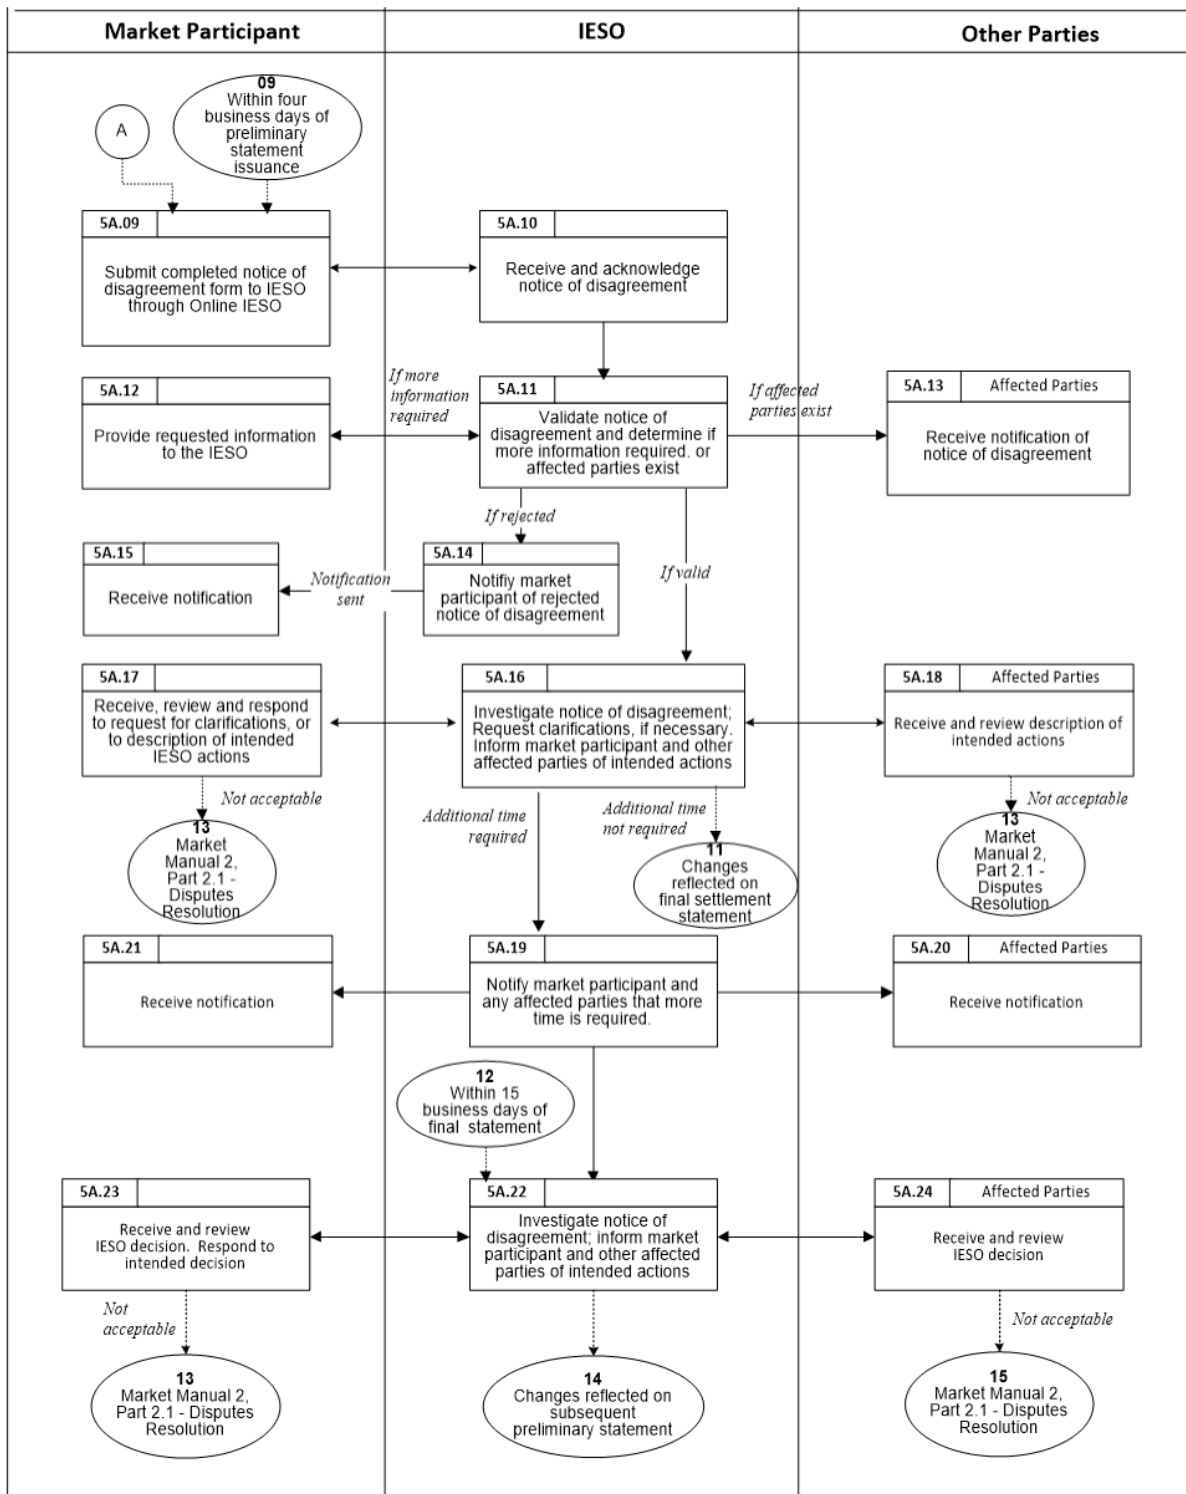 Market Participant
IESO
Other Parties
A
09
Within four
business days of
preliminary
statement
issuance
5A.09
Submit completed notice of
disagreement form to IESO
through Online IESO
5A.10
Receive and acknowledge
notice of disagreement
5A.12
Provide requested information
to the IESO
If more
information
required
5A.11
Validate notice of
disagreement and determine if
more information required. or
affected parties exist
If affected
parties exist
5A.13
Affected Parties
Receive notification of
notice of disagreement
If rejected
If valid
5A.15
Receive notification
Notification
sent
5A.14
Notifiy market
participant of rejected
notice of disagreement
5A.17
Receive, review and respond
to request for clarifications, or
to description of intended
IESO actions
5A.16
Investigate notice of disagreement;
Request clarifications, if necessary.
Inform market participant and other
affected parties of intended actions
5A.18
Affected Parties
Receive and review description of
intended actions
Not acceptable
13
Market
Manual 2,
Part 2.1 -
Disputes
Resolution
Additional time
required
Additional time
not required
11
Changes
reflected on
final settlement
statement
Not acceptable
13
Market
Manual 2,
Part 2.1 -
Disputes
Resolution
5A.21
Receive notification
5A.19
Notify market participant and
any affected parties that more
time is required.
5A.20
Affected Parties
Receive notification
12
Within 15
business days of
final statement
5A.23
Receive and review
IESO decision. Respond to
intended decision
5A.22
Investigate notice of
disagreement; inform market
participant and other affected
parties of intended actions
5A.24
Affected Parties
Receive and review
IESO decision
Not
acceptable
13
Market Manual 2,
Part 2.1 - Disputes
Resolution
14
Changes reflected on
subsequent
preliminary statement
Not acceptable
15
Market Manual 2,
Part 2.1 - Disputes
Resolution